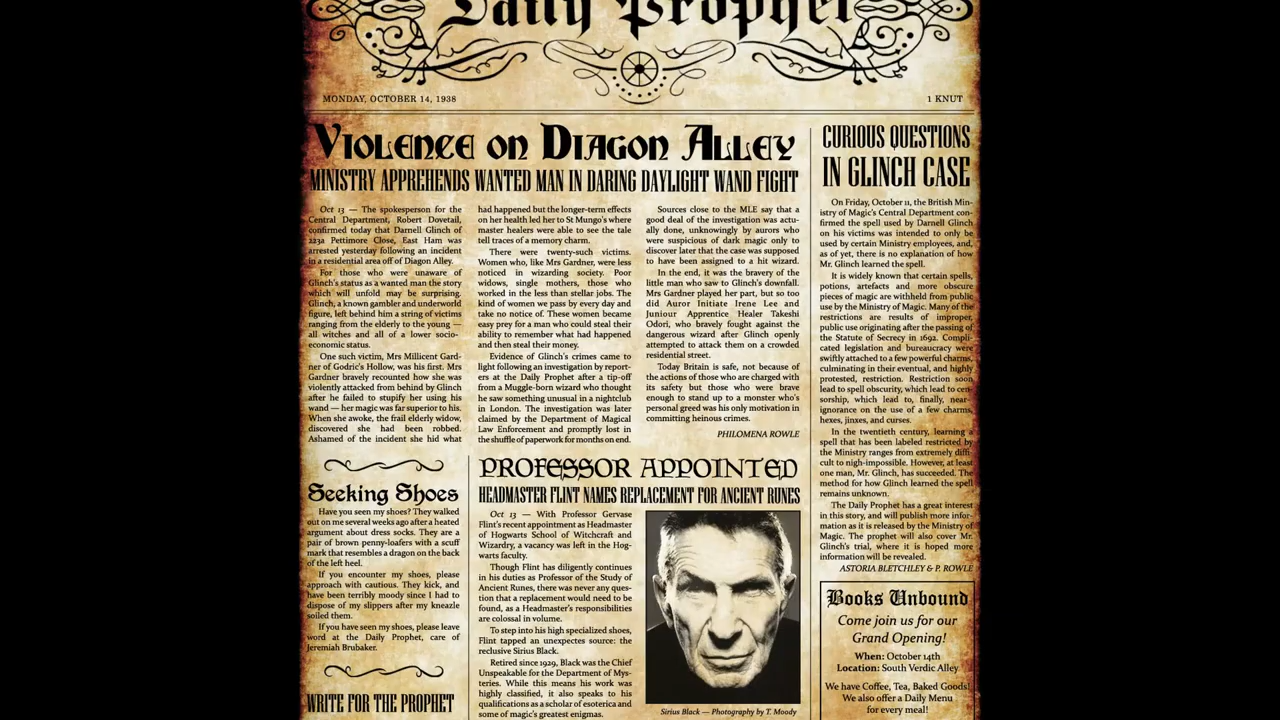 Daily Prophet
MONDAY, OCTOBER 14, 1938
1 KNUT
Violence on Diagon Alley
MINISTRY APPREHENDS WANTED MAN IN DARING DAYLIGHT WAND FIGHT
Oct 13 — The spokesperson for the
Central Department, Robert Dovetail,
confirmed today that Darnell Glinch of
223a Pettimore Close, East Ham was
arrested yesterday following an incident
in a residential area off of Diagon Alley.
For those who were unaware of
Glinch's status as a wanted man the story
which will unfold may be surprising.
Glinch, a known gambler and underworld
figure, left behind him a string of victims
ranging from the elderly to the young —
all witches and all of a lower socio-
economic status.
One such victim, Mrs Millicent Gard-
ner of Godric's Hollow, was his first. Mrs
Gardner bravely recounted how she was
violently attacked from behind by Glinch
after he failed to stupify her using his
wand — her magic was far superior to his.
When she awoke, the frail elderly widow,
discovered she had been robbed.
Ashamed of the incident she hid what
had happened but the longer-term effects
on her health led her to St Mungo's where
master healers were able to see the tale
tell traces of a memory charm.
There were twenty-such victims.
Women who, like Mrs Gardner, were less
noticed in wizarding society. Poor
widows, single mothers, those who
worked in the less than stellar jobs. The
kind of women we pass by every day and
take no notice of. These women became
easy prey for a man who could steal their
ability to remember what had happened
and then steal their money.
Evidence of Glinch's crimes came to
light following an investigation by report-
ers at the Daily Prophet after a tip-off
from a Muggle-born wizard who thought
he saw something unusual in a nightclub
in London. The investigation was later
claimed by the Department of Magical
Law Enforcement and promptly lost in
the shuffle of paperwork for months on end.
Sources close to the MLE say that a
good deal of the investigation was actu-
ally done, unknowingly by aurors who
were suspicious of dark magic only to
discover later that the case was supposed
to have been assigned to a hit wizard.
In the end, it was the bravery of the
little man who saw to Glinch's downfall.
Mrs Gardner played her part, but so too
did Auror Initiate Irene Lee and
Juniour Apprentice Healer Takeshi
Odori, who bravely fought against the
dangerous wizard after Glinch openly
attempted to attack them on a crowded
residential street.
Today Britain is safe, not because of
the actions of those who are charged with
its safety but those who were brave
enough to stand up to a monster who's
personal greed was his only motivation in
committing heinous crimes.
PHILOMENA ROWLE
CURIOUS QUESTIONS
IN GLINCH CASE
On Friday, October 11, the British Min-
istry of Magic's Central Department con-
firmed the spell used by Darnell Glinch
on his victims was intended to only be
used by certain Ministry employees, and,
as of yet, there is no explanation of how
Mr. Glinch learned the spell.
It is widely known that certain spells,
potions, artefacts and more obscure
pieces of magic are withheld from public
use by the Ministry of Magic. Many of the
restrictions are results of improper,
public use originating after the passing of
the Statute of Secrecy in 1692. Compli-
cated legislation and bureaucracy were
swiftly attached to a few powerful charms,
culminating in their eventual, and highly
protested, restriction. Restriction soon
lead to spell obscurity, which lead to cen-
sorship, which lead to, finally, near-
ignorance on the use of a few charms,
hexes, jinxes, and curses.
In the twentieth century, learning a
spell that has been labeled restricted by
the Ministry ranges from extremely diffi-
cult to nigh-impossible. However, at least
one man, Mr. Glinch, has succeeded. The
method for how Glinch learned the spell
remains unknown.
The Daily Prophet has a great interest
in this story, and will publish more infor-
mation as it is released by the Ministry of
Magic. The prophet will also cover Mr.
Glinch's trial, where it is hoped more
information will be revealed.
ASTORIA BLETCHLEY & P. ROWLE
Seeking Shoes
Have you seen my shoes? They walked
out on me several weeks ago after a heated
argument about dress socks. They are a
pair of brown penny-loafers with a scuff
mark that resembles a dragon on the back
of the left heel.
If you encounter my shoes, please
approach with cautious. They kick, and
have been terribly moody since I had to
dispose of my slippers after my kneazle
soiled them.
If you have seen my shoes, please leave
word at the Daily Prophet, care of
Jeremiah Brubaker.
WRITE FOR THE PROPHET
PROFESSOR APPOINTED
HEADMASTER FLINT NAMES REPLACEMENT FOR ANCIENT RUNES
Oct 13 — With Professor Gervase
Flint's recent appointment as Headmaster
of Hogwarts School of Witchcraft and
Wizardry, a vacancy was left in the Hog-
warts faculty.
Though Flint has diligently continues
in his duties as Professor of the Study of
Ancient Runes, there was never any ques-
tion that a replacement would need to be
found, as a Headmaster's responsibilities
are colossal in volume.
To step into his high specialized shoes,
Flint tapped an unexpectes source: the
reclusive Sirius Black.
Retired since 1929, Black was the Chief
Unspeakable for the Department of Mys-
teries. While this means his work was
highly classified, it also speaks to his
qualifications as a scholar of esoterica and
some of magic's greatest enigmas.
Sirius Black — Photography by T. Moody
Books Unbound
Come join us for our
Grand Opening!
When: October 14th
Location: South Verdic Alley
We have Coffee, Tea, Baked Goods!
We also offer a Daily Menu
for every meal!